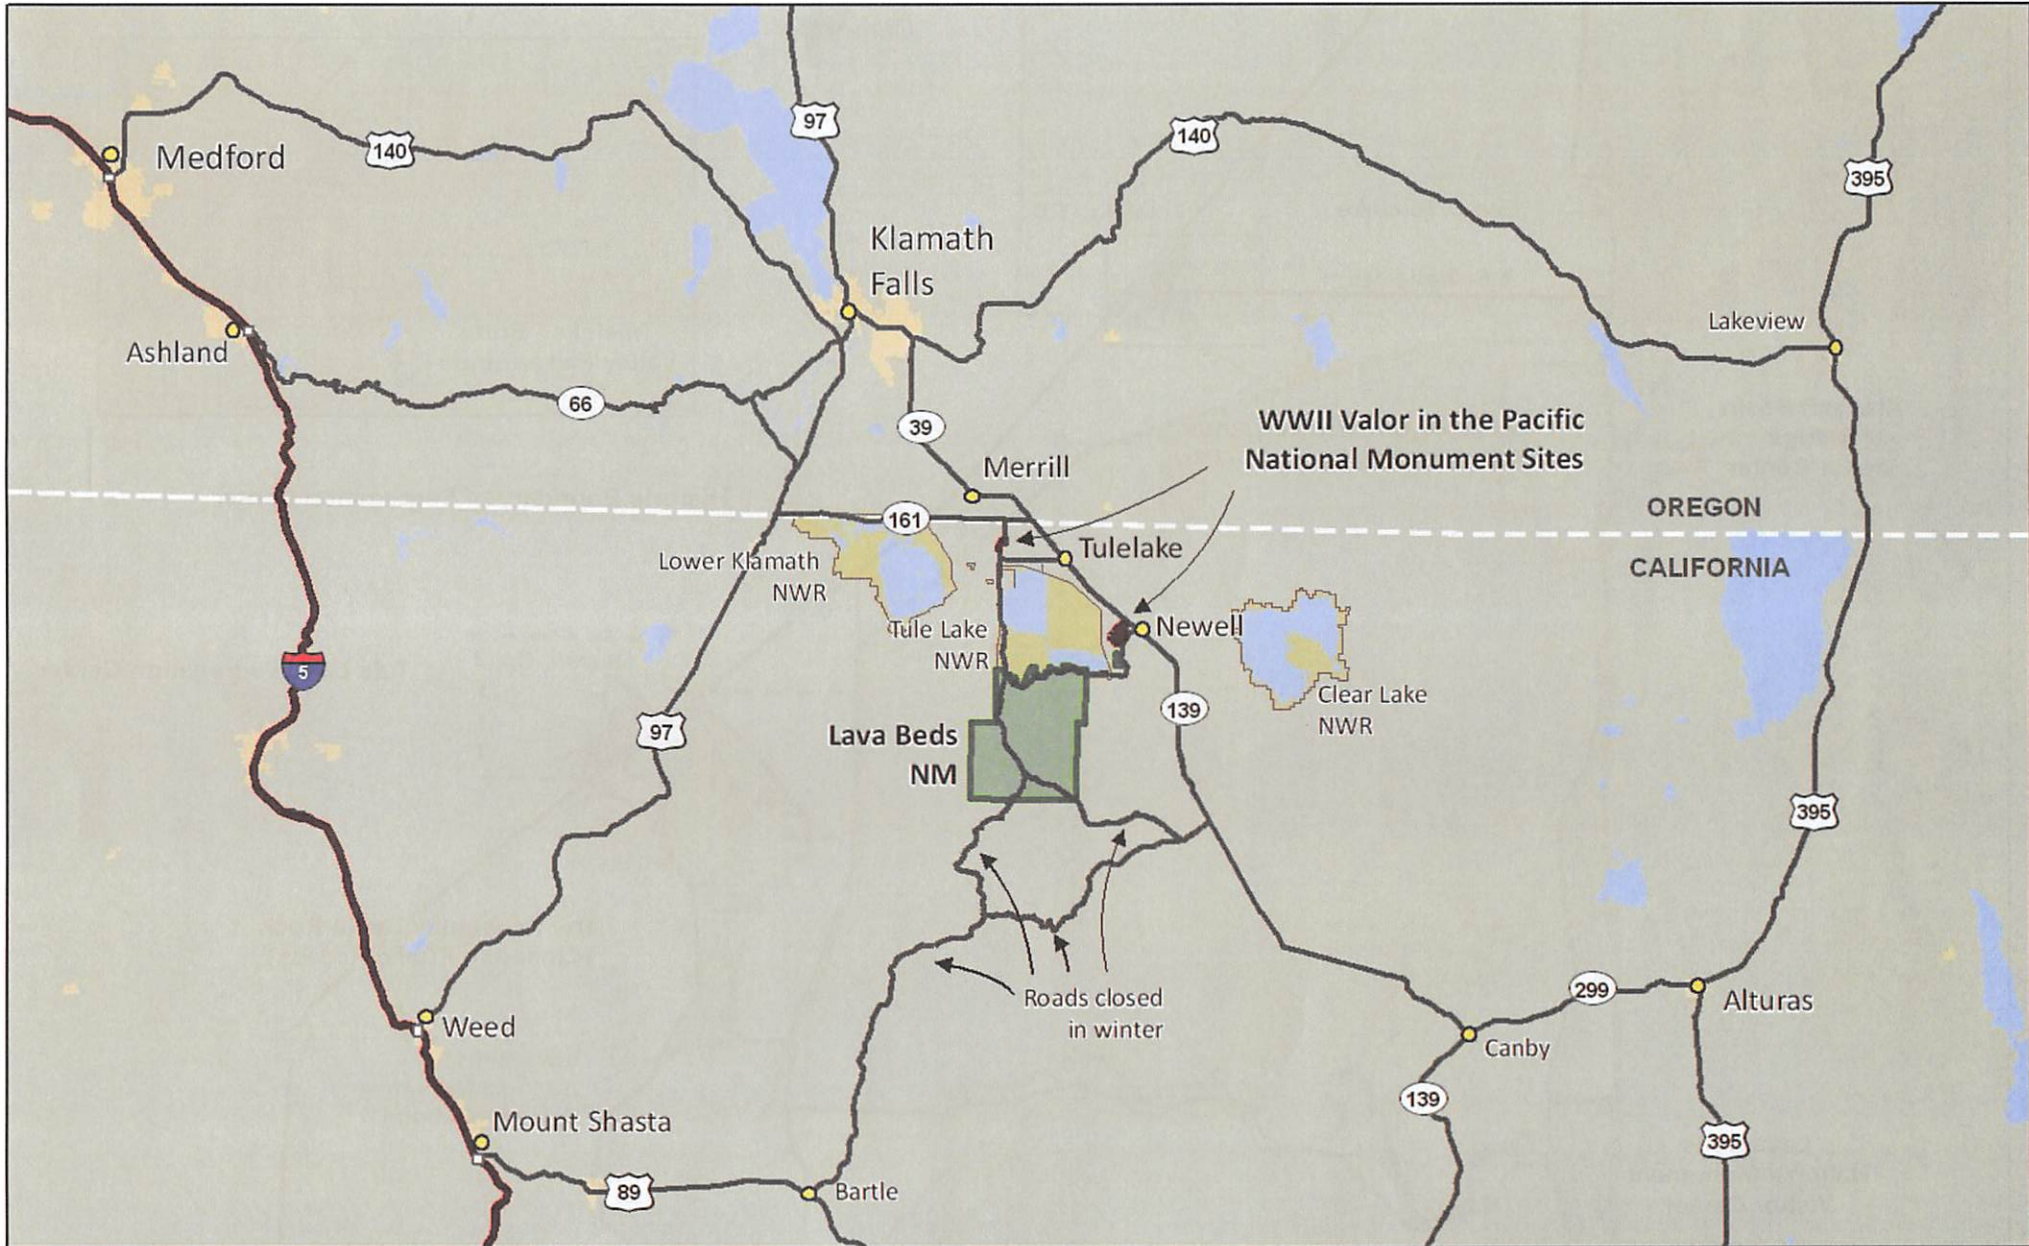 97
140
Medford
140
395
Klamath
Falls
Lakeview
Ashland
66
39
WWII Valor in the Pacific
National Monument Sites
Merrill
OREGON
161
Tulelake
CALIFORNIA
Lower Klamath
NWR
Newell
Tule Lake
NWR
5
Clear Lake
NWR
139
97
Lava Beds
NM
395
299
Roads closed
in winter
Alturas
Weed
Canby
139
Mount Shasta
395
89
Bartle